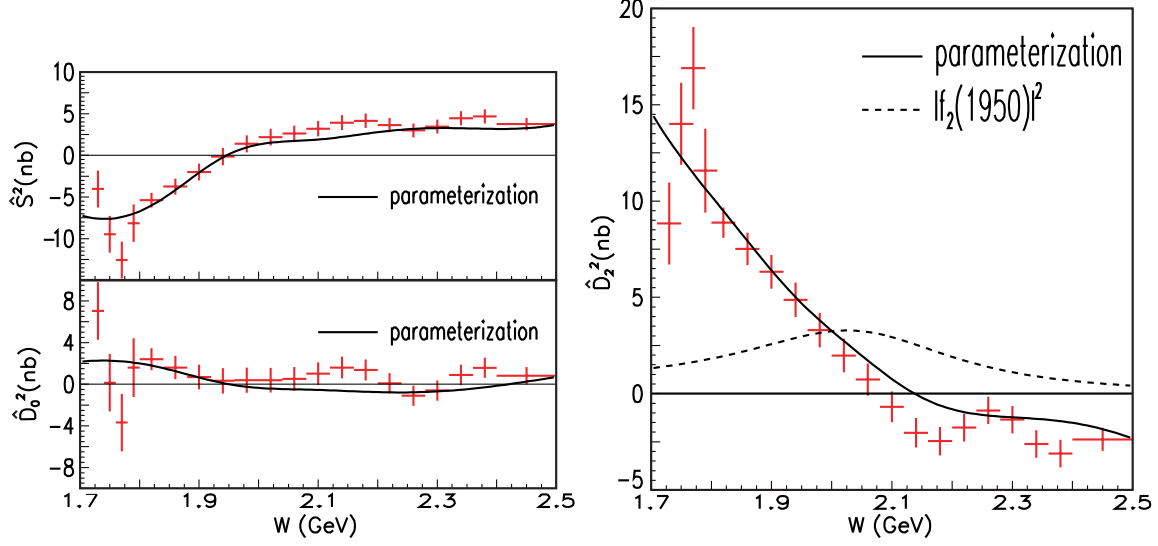 10
5
0
-5
-10
Ŝ²(nb)
parameterization
8
4
0
-4
-8
D̂₀²(nb)
parameterization
1.7
1.9
2.1
2.3
2.5
W (GeV)
20
15
10
5
0
-5
D̂₂²(nb)
parameterization
|f₂(1950)|²
1.7
1.9
2.1
2.3
2.5
W (GeV)